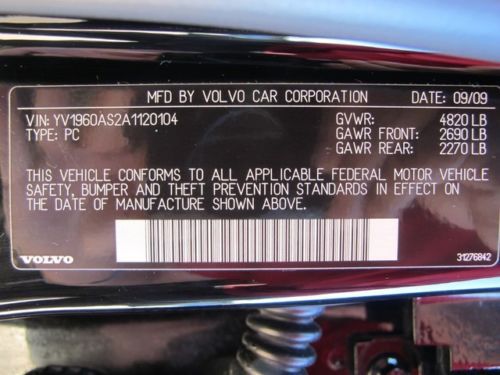 MFD BY VOLVO CAR CORPORATION DATE: 09/09
VIN: YV1960AS2A1120104 GVWR: 4820 LB
TYPE: PC GAWR FRONT: 2690 LB
GAWR REAR: 2270 LB
THIS VEHICLE CONFORMS TO ALL APPLICABLE FEDERAL MOTOR VEHICLE
SAFETY, BUMPER AND THEFT PREVENTION STANDARDS IN EFFECT ON
THE DATE OF MANUFACTURE SHOWN ABOVE.
VOLVO 31276842